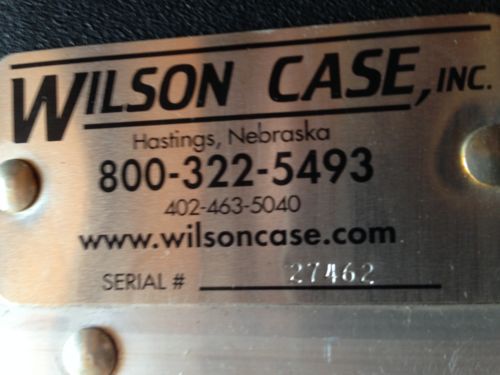 WILSON CASE, INC.
Hastings, Nebraska
800-322-5493
402-463-5040
www.wilsoncase.com
SERIAL # 27462